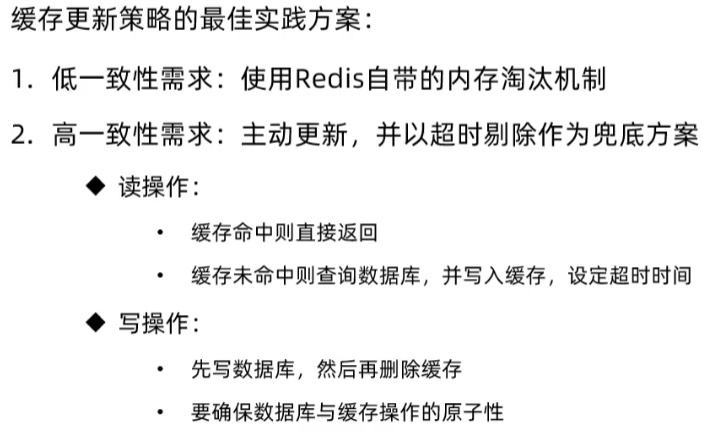 缓存更新策略的最佳实践方案：
1. 低一致性需求：使用Redis自带的内存淘汰机制
2. 高一致性需求：主动更新，并以超时剔除作为兜底方案
◆ 读操作：
• 缓存命中则直接返回
• 缓存未命中则查询数据库，并写入缓存，设定超时时间
◆ 写操作：
• 先写数据库，然后再删除缓存
• 要确保数据库与缓存操作的原子性